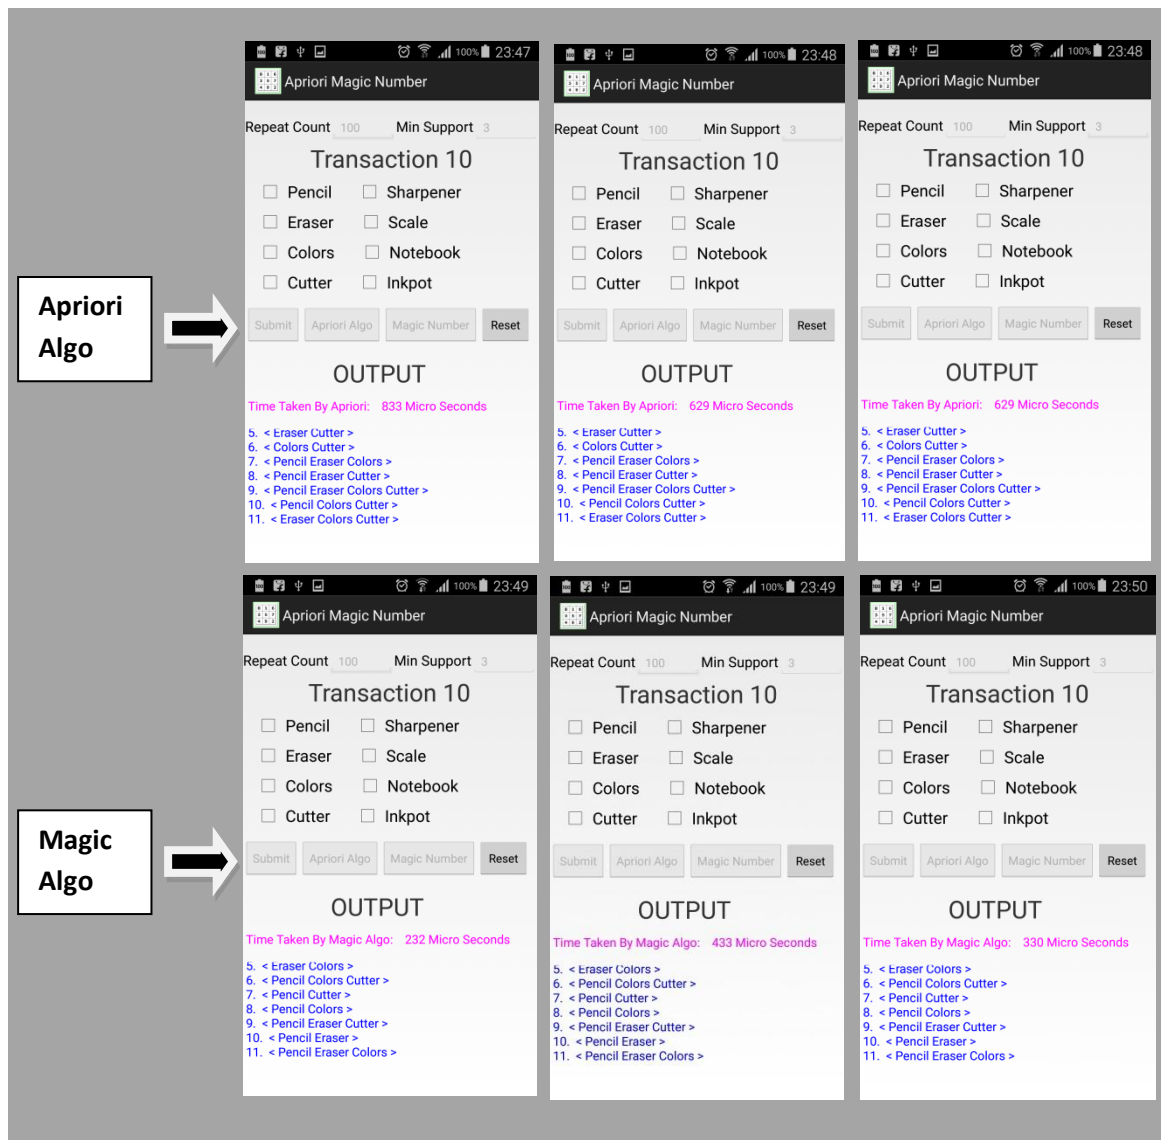 Apriori
Algo
100% 23:47
Apriori Magic Number
Repeat Count 100 Min Support 3
Transaction 10
Pencil Sharpener
Eraser Scale
Colors Notebook
Cutter Inkpot
Submit Apriori Algo Magic Number Reset
OUTPUT
Time Taken By Apriori: 833 Micro Seconds
5. < Eraser Cutter >
6. < Colors Cutter >
7. < Pencil Eraser Colors >
8. < Pencil Eraser Cutter >
9. < Pencil Eraser Colors Cutter >
10. < Pencil Colors Cutter >
11. < Eraser Colors Cutter >
100% 23:48
Apriori Magic Number
Repeat Count 100 Min Support 3
Transaction 10
Pencil Sharpener
Eraser Scale
Colors Notebook
Cutter Inkpot
Submit Apriori Algo Magic Number Reset
OUTPUT
Time Taken By Apriori: 629 Micro Seconds
5. < Eraser Cutter >
6. < Colors Cutter >
7. < Pencil Eraser Colors >
8. < Pencil Eraser Cutter >
9. < Pencil Eraser Colors Cutter >
10. < Pencil Colors Cutter >
11. < Eraser Colors Cutter >
100% 23:48
Apriori Magic Number
Repeat Count 100 Min Support 3
Transaction 10
Pencil Sharpener
Eraser Scale
Colors Notebook
Cutter Inkpot
Submit Apriori Algo Magic Number Reset
OUTPUT
Time Taken By Apriori: 629 Micro Seconds
5. < Eraser Cutter >
6. < Colors Cutter >
7. < Pencil Eraser Colors >
8. < Pencil Eraser Cutter >
9. < Pencil Eraser Colors Cutter >
10. < Pencil Colors Cutter >
11. < Eraser Colors Cutter >
Magic
Algo
100% 23:49
Apriori Magic Number
Repeat Count 100 Min Support 3
Transaction 10
Pencil Sharpener
Eraser Scale
Colors Notebook
Cutter Inkpot
Submit Apriori Algo Magic Number Reset
OUTPUT
Time Taken By Magic Algo: 232 Micro Seconds
5. < Eraser Colors >
6. < Pencil Colors Cutter >
7. < Pencil Cutter >
8. < Pencil Colors >
9. < Pencil Eraser Cutter >
10. < Pencil Eraser >
11. < Pencil Eraser Colors >
100% 23:49
Apriori Magic Number
Repeat Count 100 Min Support 3
Transaction 10
Pencil Sharpener
Eraser Scale
Colors Notebook
Cutter Inkpot
Submit Apriori Algo Magic Number Reset
OUTPUT
Time Taken By Magic Algo: 433 Micro Seconds
5. < Eraser Colors >
6. < Pencil Colors Cutter >
7. < Pencil Cutter >
8. < Pencil Colors >
9. < Pencil Eraser Cutter >
10. < Pencil Eraser >
11. < Pencil Eraser Colors >
100% 23:50
Apriori Magic Number
Repeat Count 100 Min Support 3
Transaction 10
Pencil Sharpener
Eraser Scale
Colors Notebook
Cutter Inkpot
Submit Apriori Algo Magic Number Reset
OUTPUT
Time Taken By Magic Algo: 330 Micro Seconds
5. < Eraser Colors >
6. < Pencil Colors Cutter >
7. < Pencil Cutter >
8. < Pencil Colors >
9. < Pencil Eraser Cutter >
10. < Pencil Eraser >
11. < Pencil Eraser Colors >